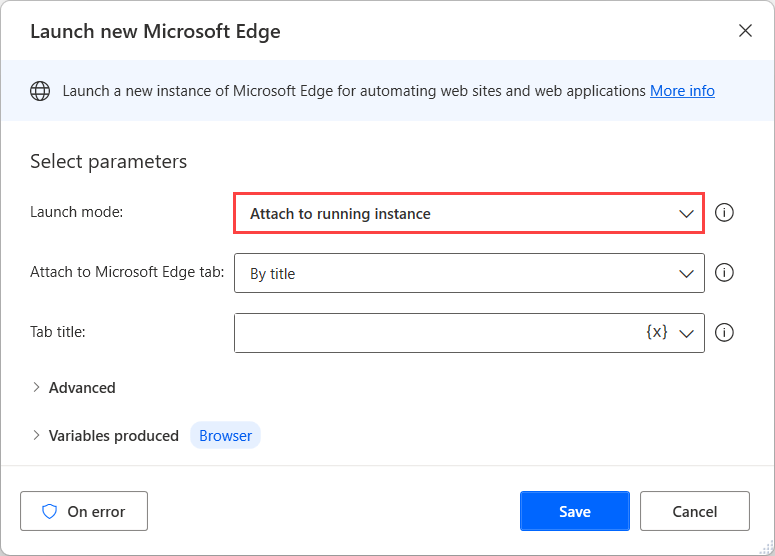 Launch new Microsoft Edge
Launch a new instance of Microsoft Edge for automating web sites and web applications More info
Select parameters
Launch mode: Attach to running instance
Attach to Microsoft Edge tab: By title
Tab title: {x}
Advanced
Variables produced Browser
On error Save Cancel